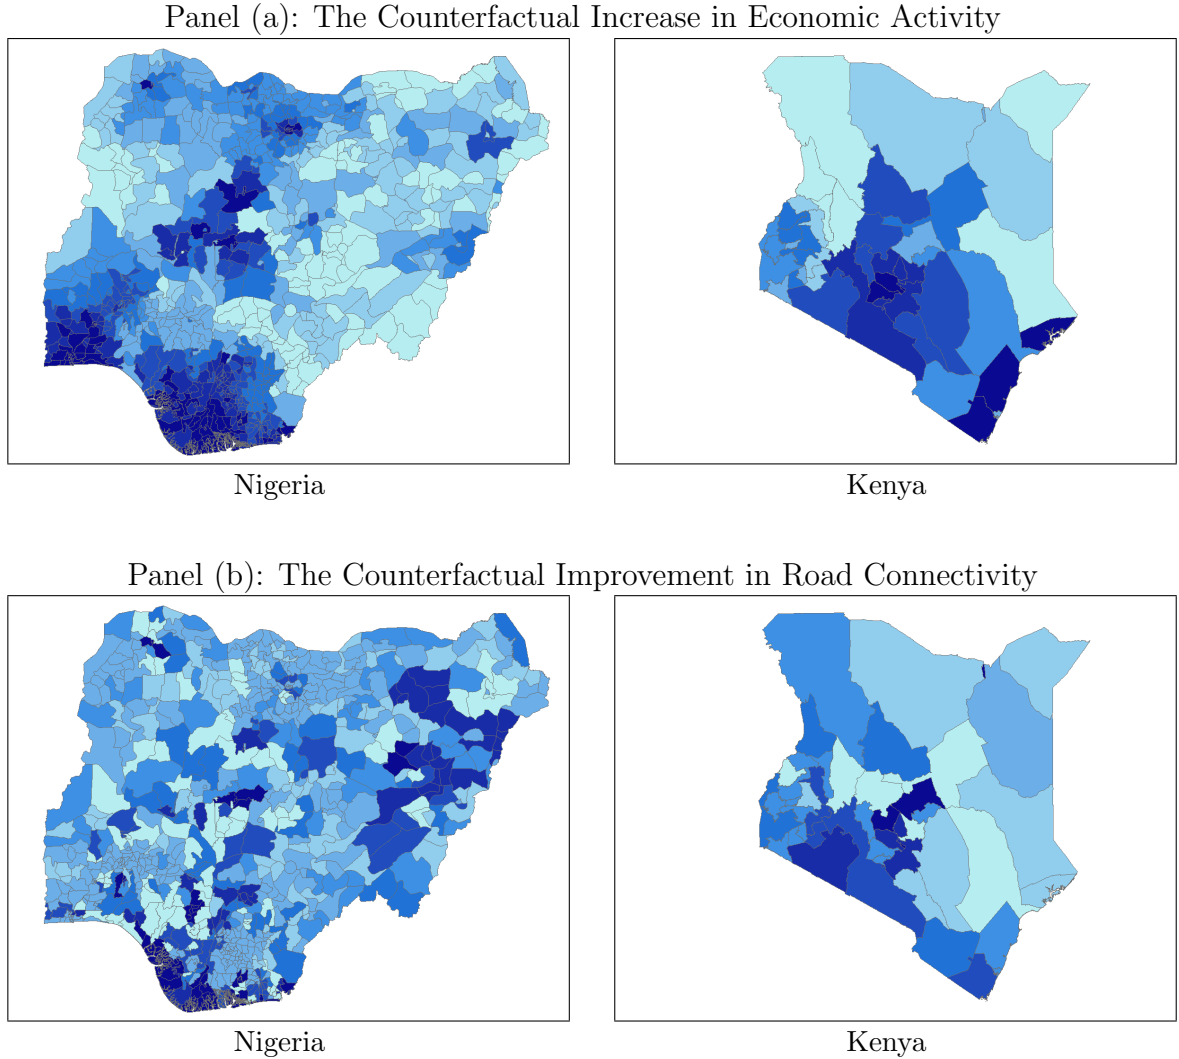 Panel (a): The Counterfactual Increase in Economic Activity
Nigeria Kenya
Panel (b): The Counterfactual Improvement in Road Connectivity
Nigeria Kenya